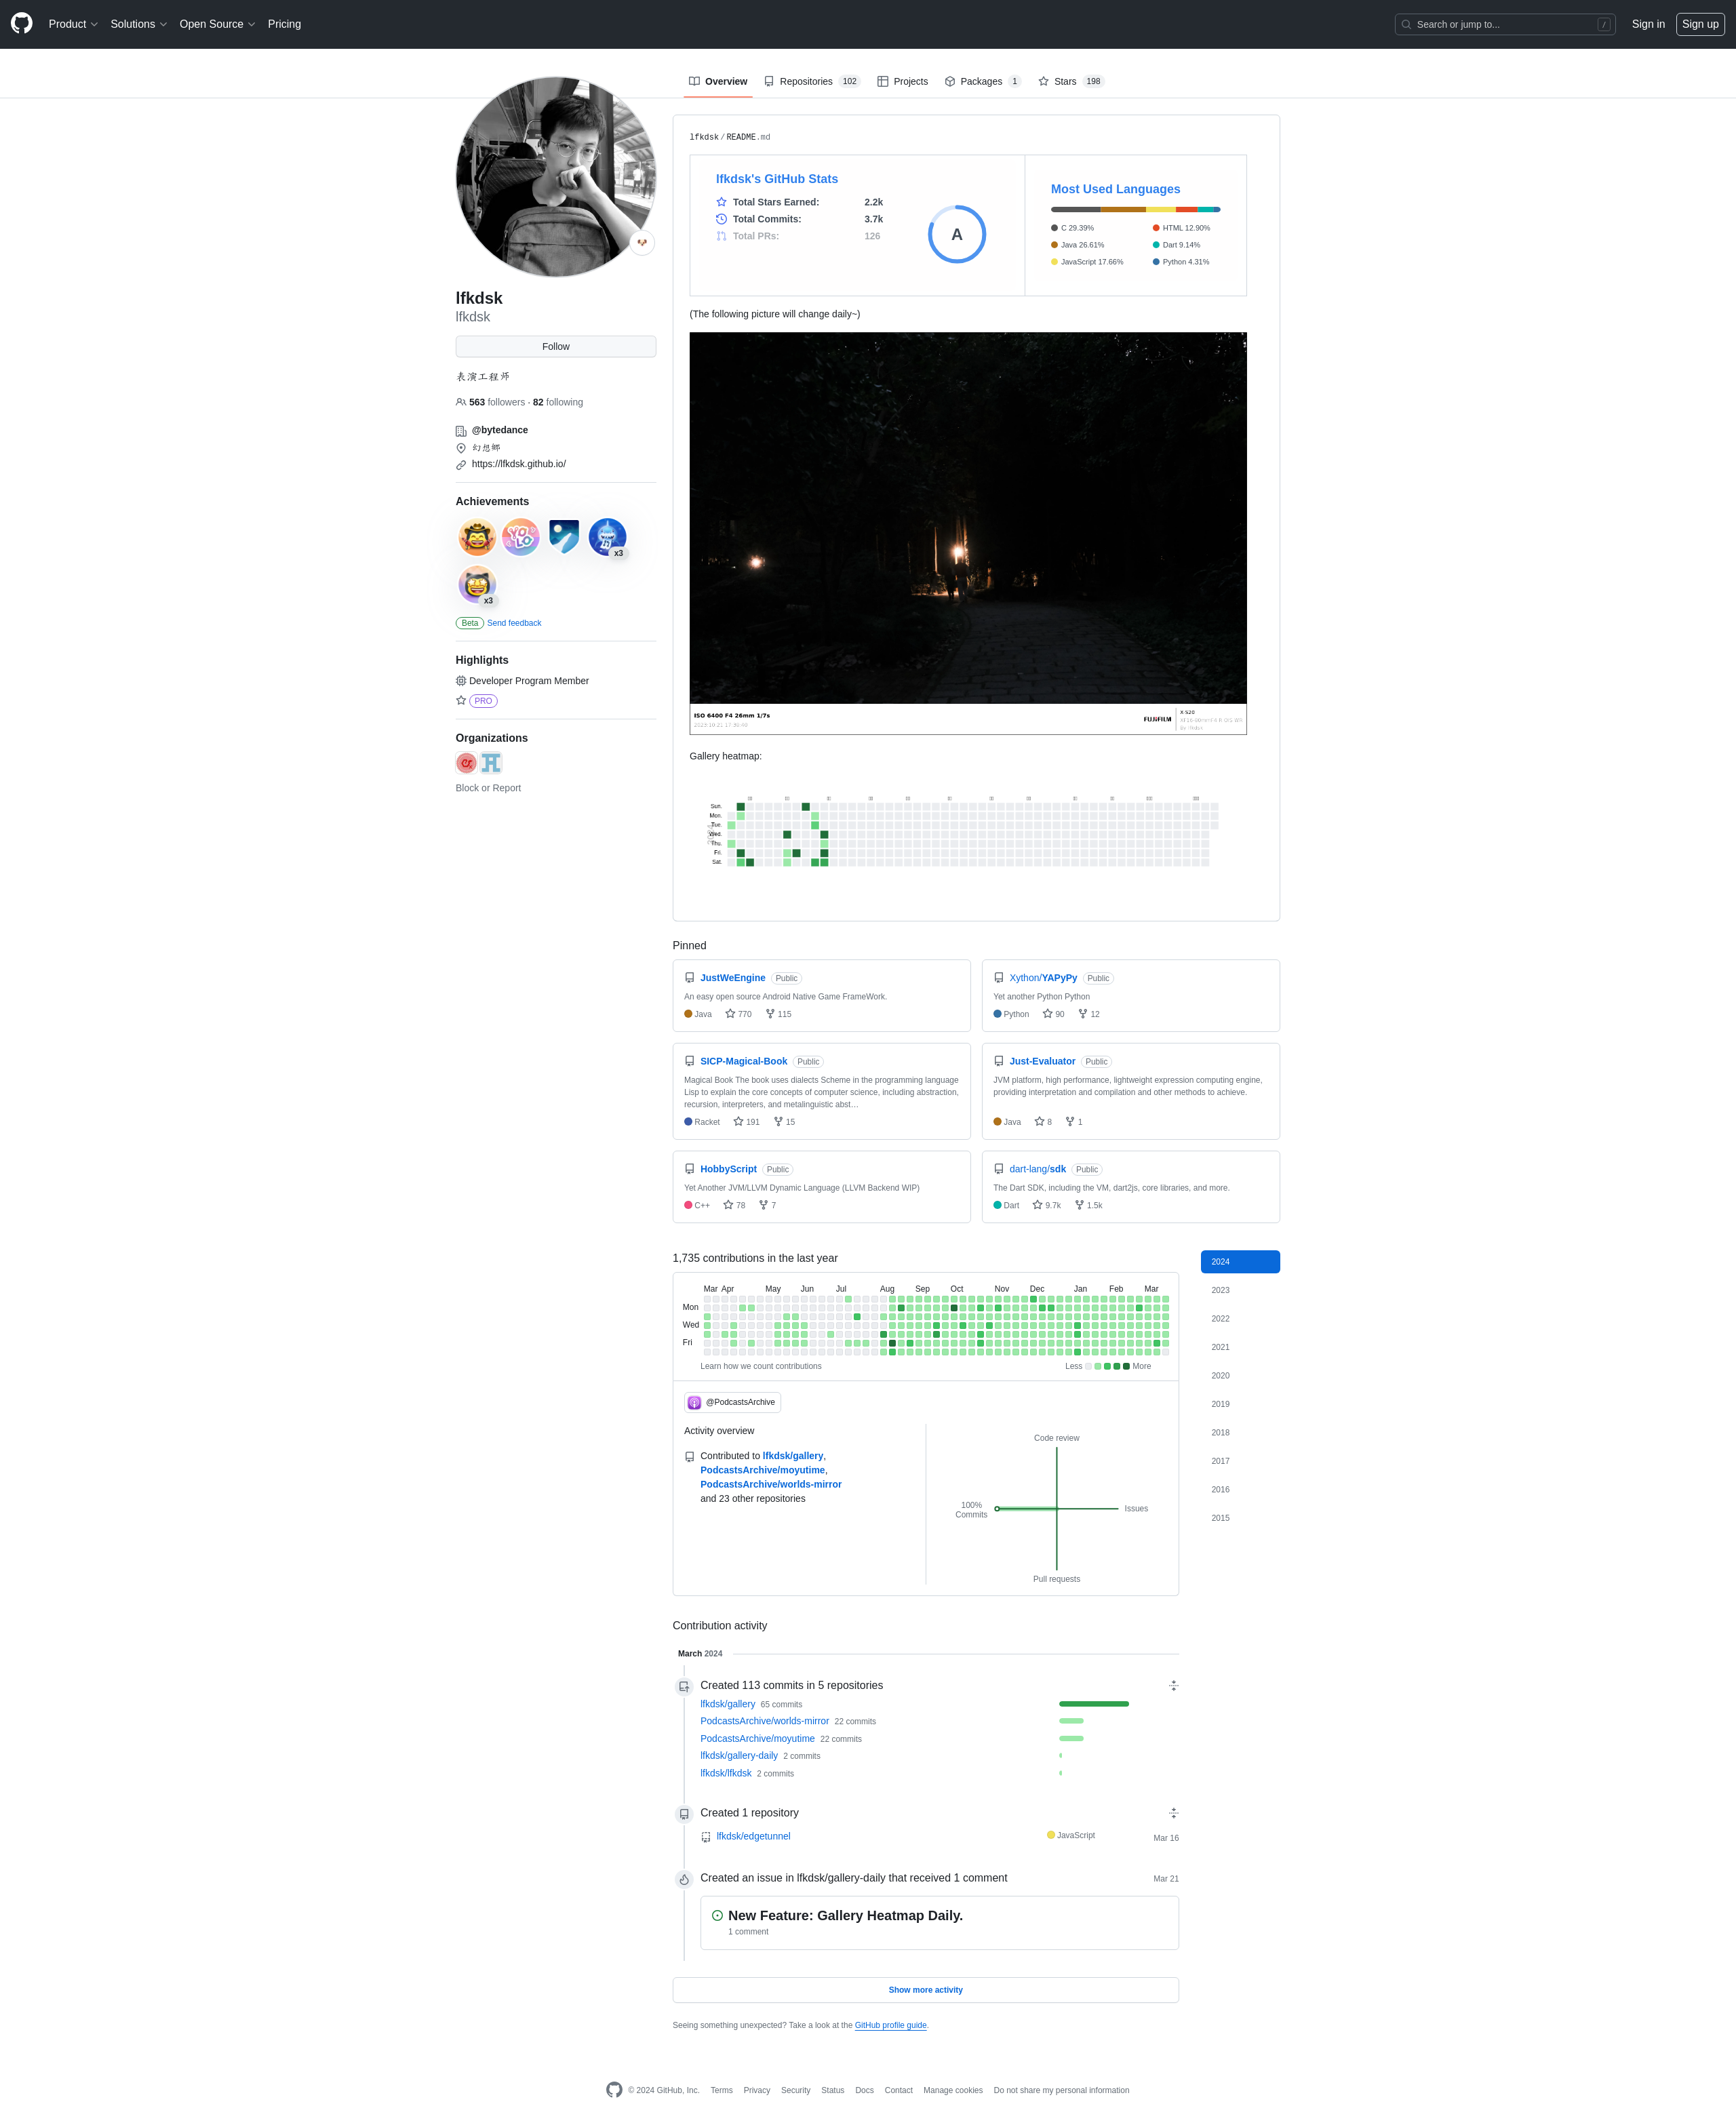 Product
Solutions
Open Source
Pricing
Search or jump to...
/
Sign in
Sign up
Overview
Repositories 102
Projects
Packages 1
Stars 198
lfkdsk
lfkdsk
Follow
表演工程师
563 followers · 82 following
@bytedance
幻想鄉
https://lfkdsk.github.io/
Achievements
YOLO
x3
x3
Beta Send feedback
Highlights
Developer Program Member
PRO
Organizations
Block or Report
lfkdsk/README.md
lfkdsk's GitHub Stats
Total Stars Earned: 2.2k
Total Commits: 3.7k
Total PRs: 126
A
Most Used Languages
C 29.39%
HTML 12.90%
Java 26.61%
Dart 9.14%
JavaScript 17.66%
Python 4.31%
(The following picture will change daily~)
ISO 6400 F4 26mm 1/7s
FUJIFILM
X-S20
Gallery heatmap:
Sun.
Mon.
Tue.
Wed.
Thu.
Fri.
Sat.
Pinned
JustWeEngine Public
An easy open source Android Native Game FrameWork.
Java 770 115
Xython/YAPyPy Public
Yet another Python Python
Python 90 12
SICP-Magical-Book Public
Magical Book The book uses dialects Scheme in the programming language
Lisp to explain the core concepts of computer science, including abstraction,
recursion, interpreters, and metalinguistic abst…
Racket 191 15
Just-Evaluator Public
JVM platform, high performance, lightweight expression computing engine,
providing interpretation and compilation and other methods to achieve.
Java 8 1
HobbyScript Public
Yet Another JVM/LLVM Dynamic Language (LLVM Backend WIP)
C++ 78 7
dart-lang/sdk Public
The Dart SDK, including the VM, dart2js, core libraries, and more.
Dart 9.7k 1.5k
1,735 contributions in the last year
Mar Apr May Jun Jul Aug Sep Oct Nov Dec Jan Feb Mar
Mon
Wed
Fri
Learn how we count contributions
Less More
2024
2023
2022
2021
2020
2019
2018
2017
2016
2015
@PodcastsArchive
Activity overview
Contributed to lfkdsk/gallery,
PodcastsArchive/moyutime,
PodcastsArchive/worlds-mirror
and 23 other repositories
Code review
100%
Commits
Issues
Pull requests
Contribution activity
March 2024
Created 113 commits in 5 repositories
lfkdsk/gallery 65 commits
PodcastsArchive/worlds-mirror 22 commits
PodcastsArchive/moyutime 22 commits
lfkdsk/gallery-daily 2 commits
lfkdsk/lfkdsk 2 commits
Created 1 repository
lfkdsk/edgetunnel JavaScript Mar 16
Created an issue in lfkdsk/gallery-daily that received 1 comment Mar 21
New Feature: Gallery Heatmap Daily.
1 comment
Show more activity
Seeing something unexpected? Take a look at the GitHub profile guide.
© 2024 GitHub, Inc. Terms Privacy Security Status Docs Contact Manage cookies Do not share my personal information